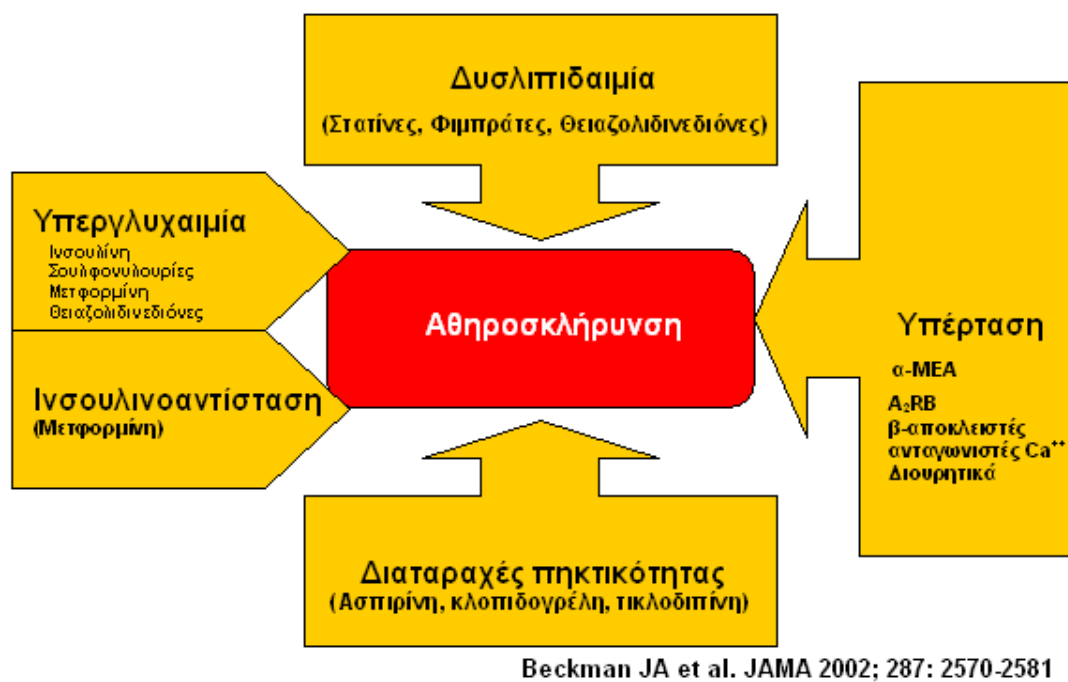 Δυσλιπιδαιμία
(Στατίνες, Φιμπράτες, Θειαζολιδινεδιόνες)
Υπεργλυχαιμία
Ινσουλίνη
Σουλφονυλουρίες
Μετφορμίνη
Θειαζολιδινεδιόνες
Αθηροσκλήρυνση
Υπέρταση
α-ΜΕΑ
A₂RB
β-αποκλειστές
ανταγωνιστές Ca⁺⁺
Διουρητικά
Ινσουλινοαντίσταση
(Μετφορμίνη)
Διαταραχές πηκτικότητας
(Ασπιρίνη, κλοπιδογρέλη, τικλοδιπίνη)
Beckman JA et al. JAMA 2002; 287: 2570-2581